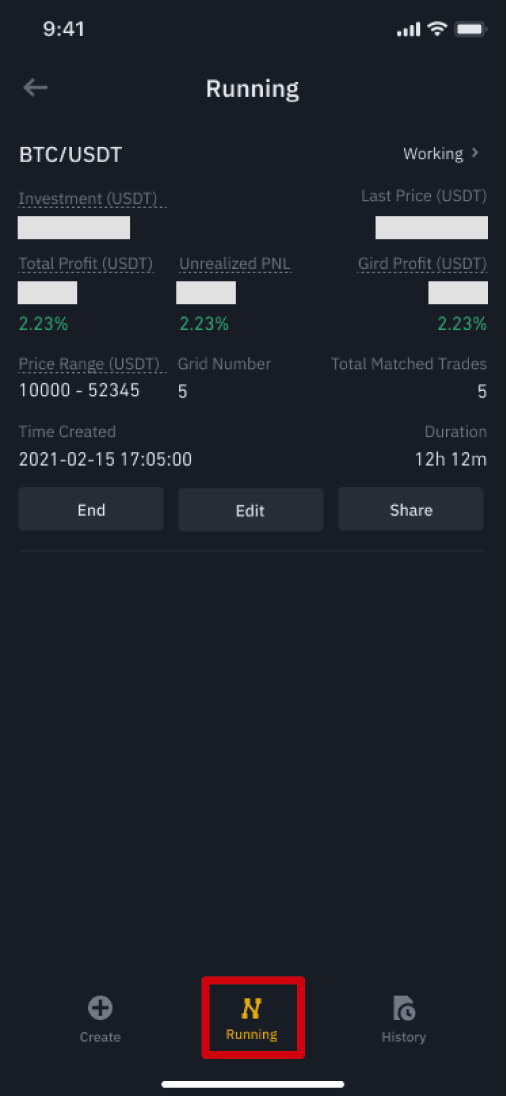 9:41
Running
BTC/USDT Working
Investment (USDT) Last Price (USDT)
Total Profit (USDT) Unrealized PNL Gird Profit (USDT)
2.23% 2.23% 2.23%
Price Range (USDT) Grid Number Total Matched Trades
10000 - 52345 5 5
Time Created Duration
2021-02-15 17:05:00 12h 12m
End Edit Share
Create Running History